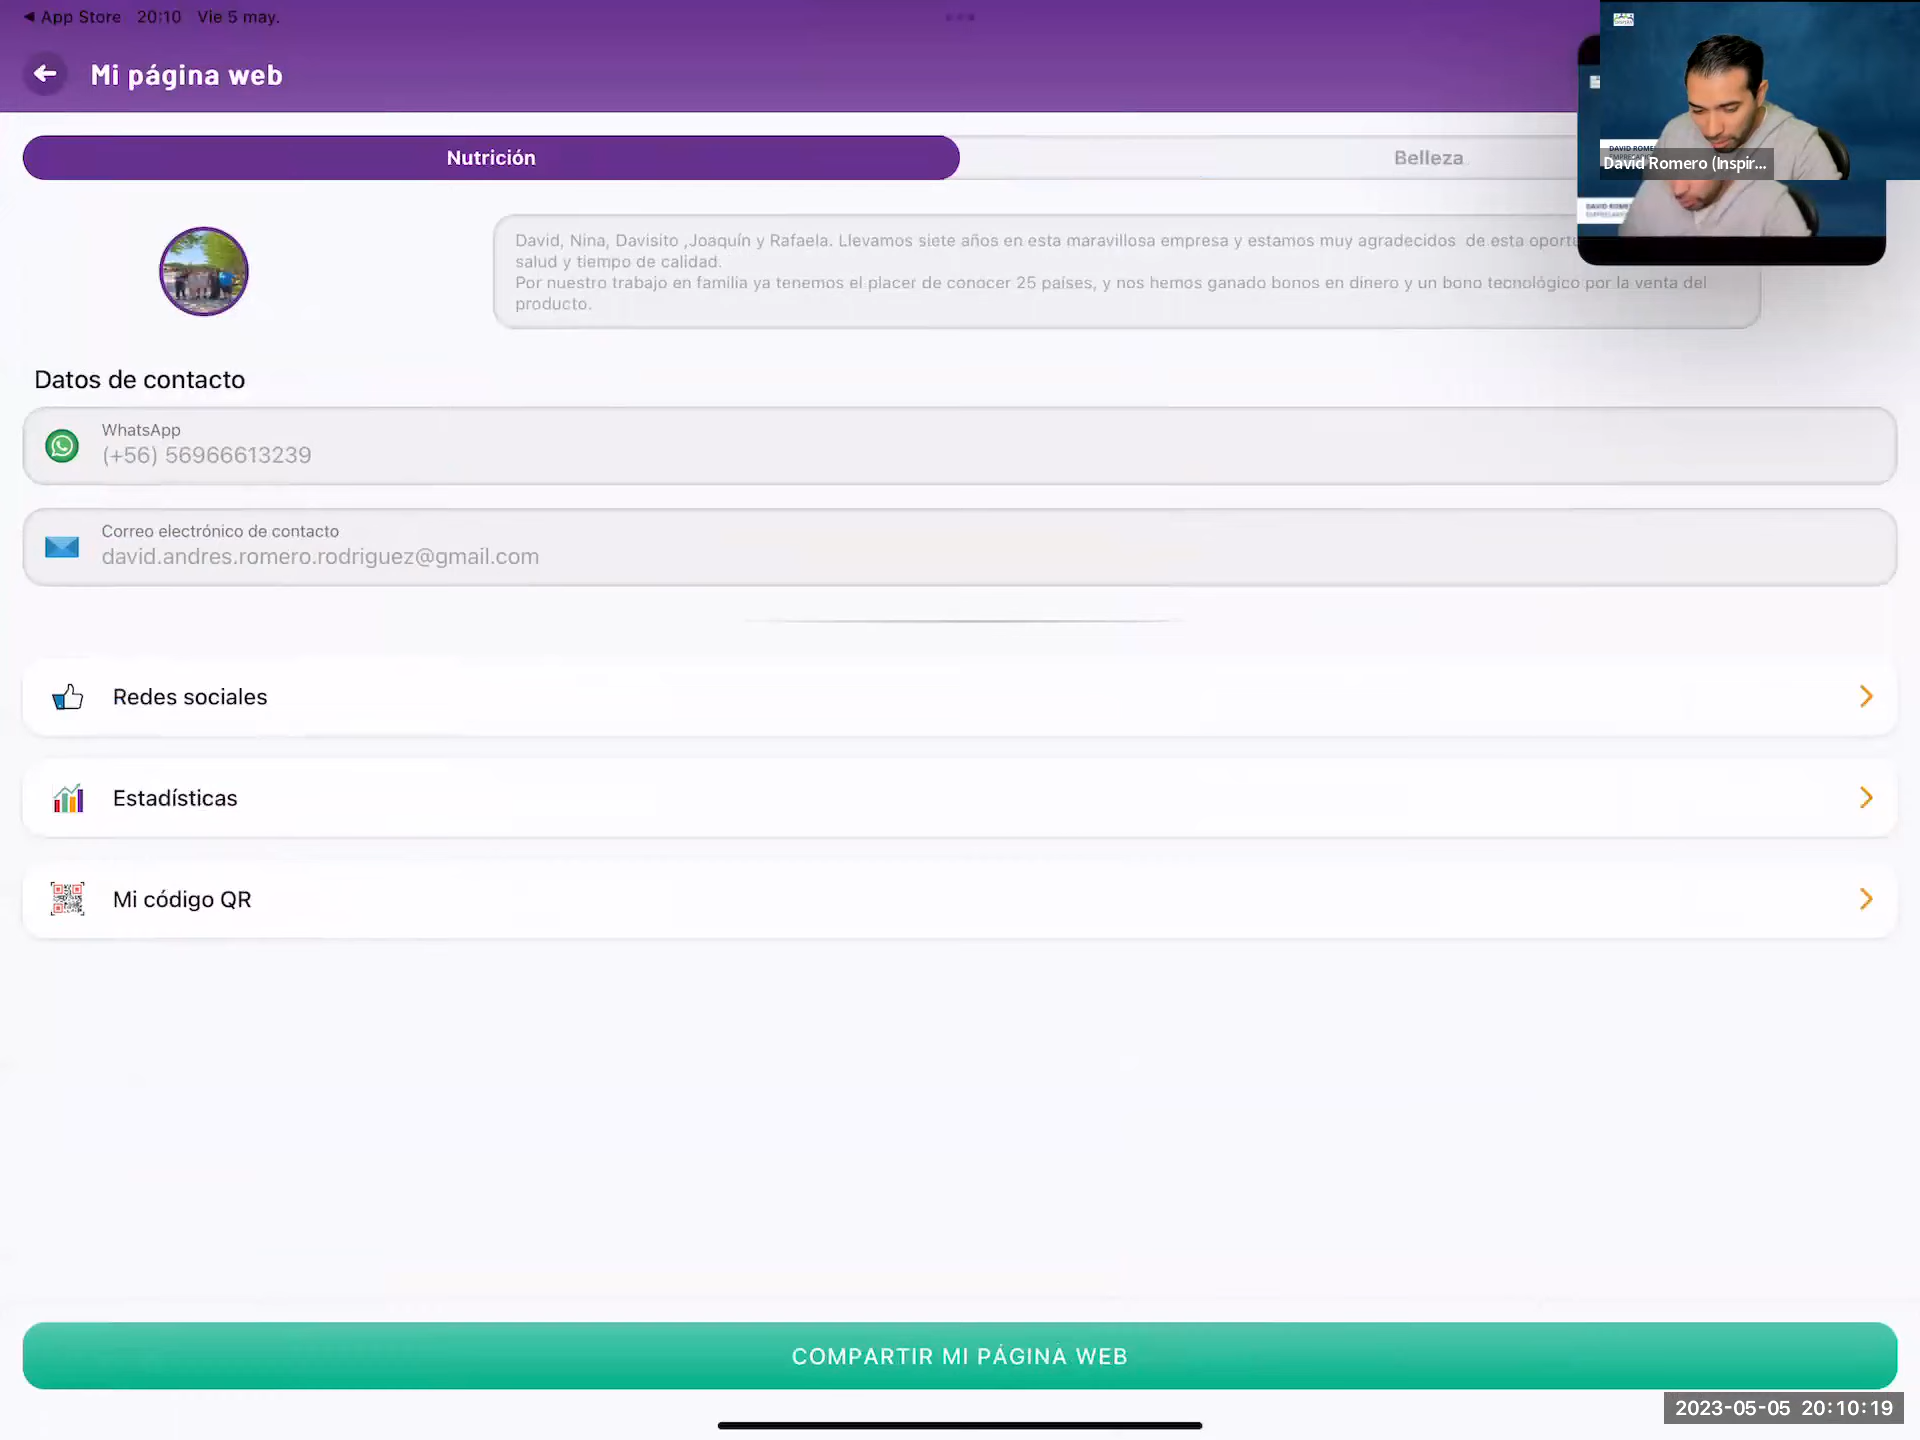 ◀ App Store 20:10 Vie 5 may.
Mi página web
Nutrición
Belleza
David, Nina, Davisito ,Joaquín y Rafaela. Llevamos siete años en esta maravillosa empresa y estamos muy agradecidos de esta
salud y tiempo de calidad.
Por nuestro trabajo en familia ya tenemos el placer de conocer 25 países, y nos hemos ganado bonos en dinero y un bono tecnológico por la venta del
producto.
Datos de contacto
WhatsApp
(+56) 56966613239
Correo electrónico de contacto
david.andres.romero.rodriguez@gmail.com
Redes sociales
Estadísticas
Mi código QR
COMPARTIR MI PÁGINA WEB
DAVID ROME
David Romero (Inspir...
DAVID ROME
2023-05-05 20:10:19